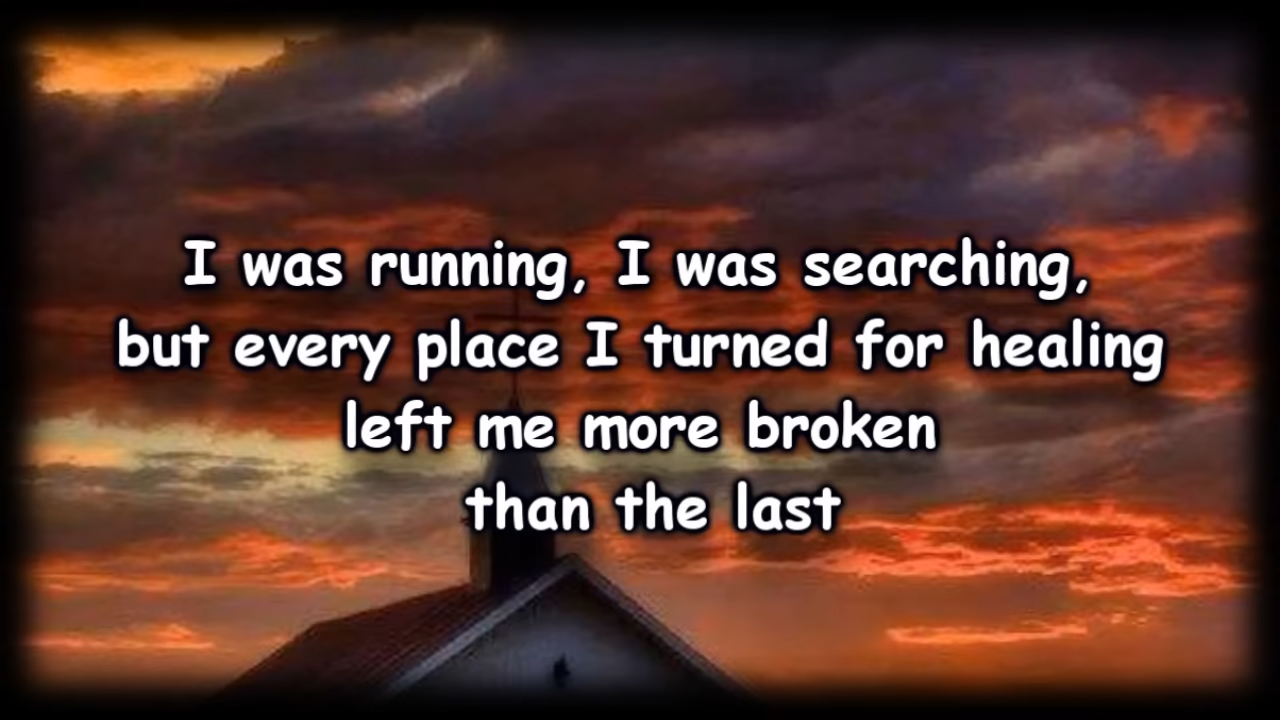 I was running, I was searching,
but every place I turned for healing
left me more broken
than the last